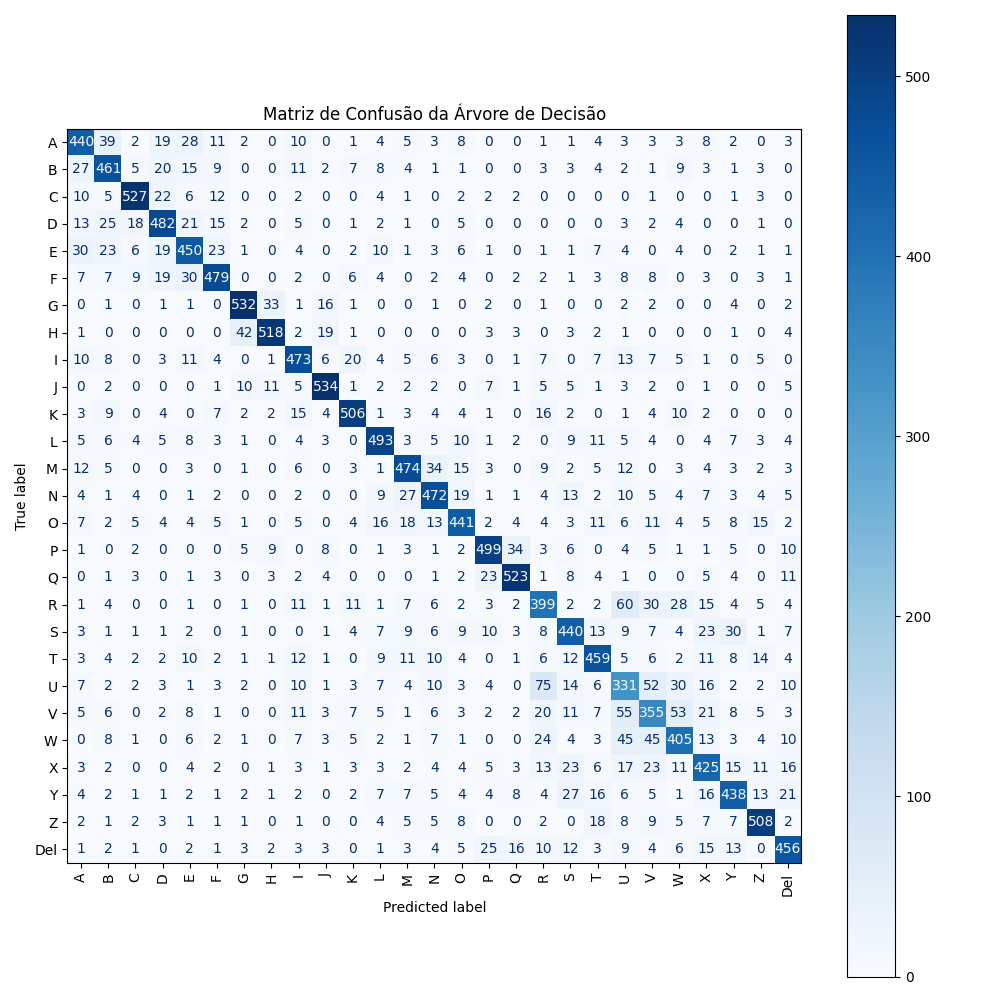 Matriz de Confusão da Árvore de Decisão
A 440 39 2 19 28 11 2 0 10 0 1 4 5 3 8 0 0 1 1 4 3 3 3 8 2 0 3
B 27 461 5 20 15 9 0 0 11 2 7 8 4 1 1 0 0 3 3 4 2 1 9 3 1 3 0
C 10 5 527 22 6 12 0 0 2 0 0 4 1 0 2 2 2 0 0 0 0 1 0 0 1 3 0
D 13 25 18 482 21 15 2 0 5 0 1 2 1 0 5 0 0 0 0 0 3 2 4 0 0 1 0
E 30 23 6 19 450 23 1 0 4 0 2 10 1 3 6 1 0 1 1 7 4 0 4 0 2 1 1
F 7 7 9 19 30 479 0 0 2 0 6 4 0 2 4 0 2 2 1 3 8 8 0 3 0 3 1
G 0 1 0 1 1 0 532 33 1 16 1 0 0 1 0 2 0 1 0 0 2 2 0 0 4 0 2
H 1 0 0 0 0 0 42 518 2 19 1 0 0 0 0 3 3 0 3 2 1 0 0 0 1 0 4
I 10 8 0 3 11 4 0 1 473 6 20 4 5 6 3 0 1 7 0 7 13 7 5 1 0 5 0
J 0 2 0 0 0 1 10 11 5 534 1 2 2 2 0 7 1 5 5 1 3 2 0 1 0 0 5
K 3 9 0 4 0 7 2 2 15 4 506 1 3 4 4 1 0 16 2 0 1 4 10 2 0 0 0
L 5 6 4 5 8 3 1 0 4 3 0 493 3 5 10 1 2 0 9 11 5 4 0 4 7 3 4
M 12 5 0 0 3 0 1 0 6 0 3 1 474 34 15 3 0 9 2 5 12 0 3 4 3 2 3
N 4 1 4 0 1 2 0 0 2 0 0 9 27 472 19 1 1 4 13 2 10 5 4 7 3 4 5
O 7 2 5 4 4 5 1 0 5 0 4 16 18 13 441 2 4 4 3 11 6 11 4 5 8 15 2
P 1 0 2 0 0 0 5 9 0 8 0 1 3 1 2 499 34 3 6 0 4 5 1 1 5 0 10
Q 0 1 3 0 1 3 0 3 2 4 0 0 0 1 2 23 523 1 8 4 1 0 0 5 4 0 11
R 1 4 0 0 1 0 1 0 11 1 11 1 7 6 2 3 2 399 2 2 60 30 28 15 4 5 4
S 3 1 1 1 2 0 1 0 0 1 4 7 9 6 9 10 3 8 440 13 9 7 4 23 30 1 7
T 3 4 2 2 10 2 1 1 12 1 0 9 11 10 4 0 1 6 12 459 5 6 2 11 8 14 4
U 7 2 2 3 1 3 2 0 10 1 3 7 4 10 3 4 0 75 14 6 331 52 30 16 2 2 10
V 5 6 0 2 8 1 0 0 11 3 7 5 1 6 3 2 2 20 11 7 55 355 53 21 8 5 3
W 0 8 1 0 6 2 1 0 7 3 5 2 1 7 1 0 0 24 4 3 45 45 405 13 3 4 10
X 3 2 0 0 4 2 0 1 3 1 3 3 2 4 4 5 3 13 23 6 17 23 11 425 15 11 16
Y 4 2 1 1 2 1 2 1 2 0 2 7 7 5 4 4 8 4 27 16 6 5 1 16 438 13 21
Z 2 1 2 3 1 1 1 0 1 0 0 4 5 5 8 0 0 2 0 18 8 9 5 7 7 508 2
Del 1 2 1 0 2 1 3 2 3 3 0 1 3 4 5 25 16 10 12 3 9 4 6 15 13 0 456
True label
A B C D E F G H I J K L M N O P Q R S T U V W X Y Z Del
Predicted label
500
400
300
200
100
0